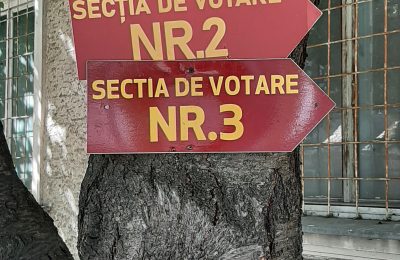 SECȚIA DE VOTARE
NR.2
SECTIA DE VOTARE
NR.3